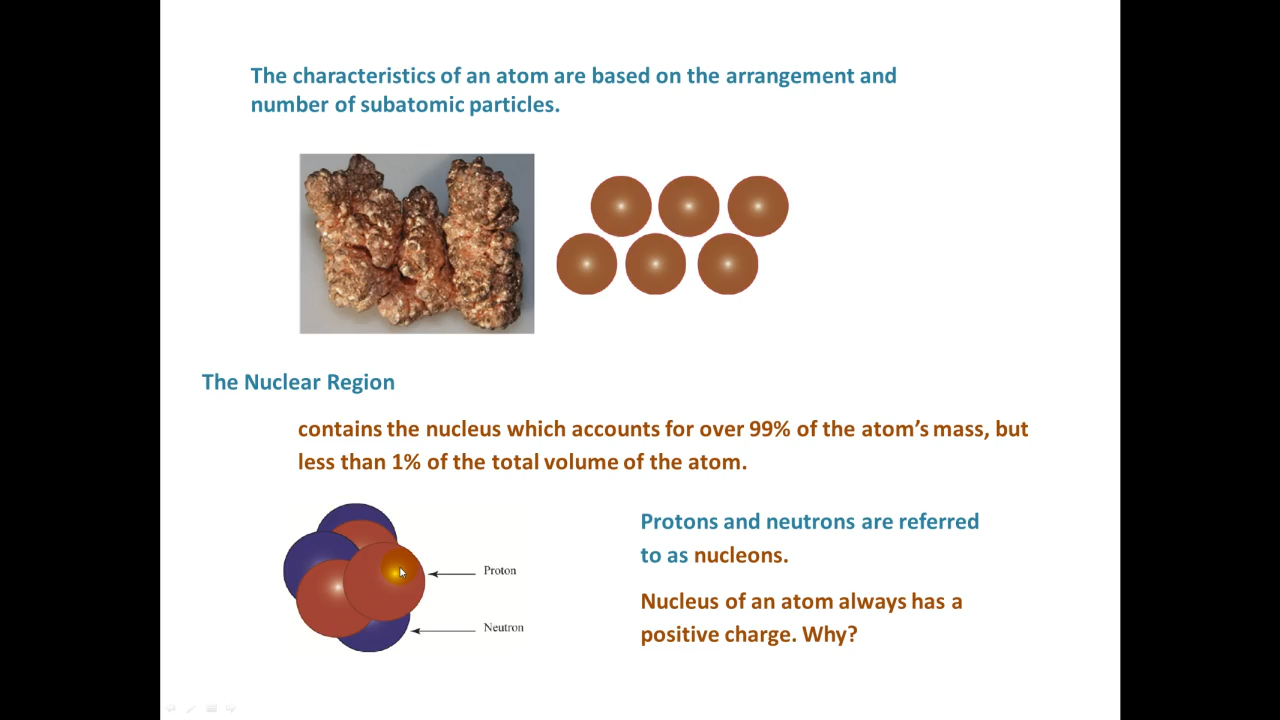 The characteristics of an atom are based on the arrangement and
number of subatomic particles.
The Nuclear Region
contains the nucleus which accounts for over 99% of the atom's mass, but
less than 1% of the total volume of the atom.
Proton
Neutron
Protons and neutrons are referred
to as nucleons.
Nucleus of an atom always has a
positive charge. Why?